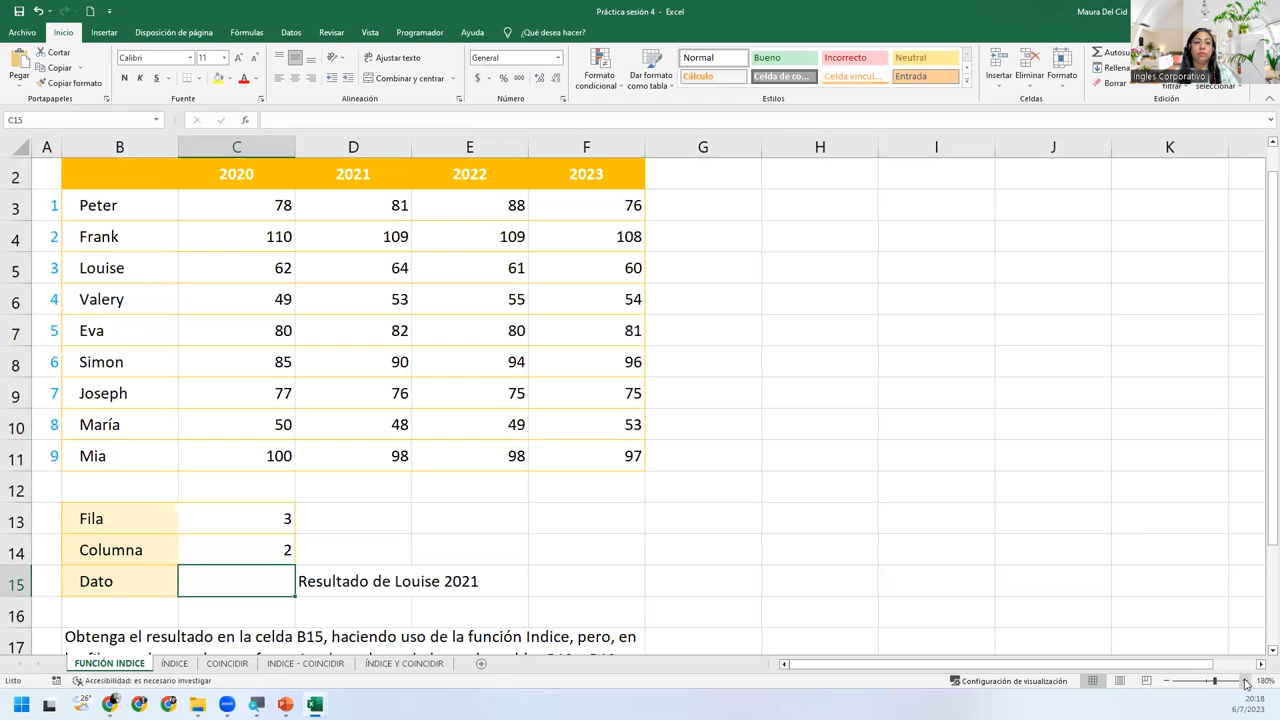 Práctica sesión 4 - Excel
Maura Del Cid
Archivo Inicio Insertar Disposición de página Fórmulas Datos Revisar Vista Programador Ayuda ¿Qué desea hacer?
Pegar
Cortar
Copiar
Copiar formato
Portapapeles
Calibri 11
N K S
Fuente
Ajustar texto
Combinar y centrar
Alineación
General
$ % 000
Número
Formato condicional
Dar formato como tabla
Normal Bueno Incorrecto Neutral
Cálculo Celda de co... Celda vincul... Entrada
Estilos
Insertar Eliminar Formato
Celdas
Autosu
Rellena
Borrar
filtrar
seleccionar
Edición
Ingles Corporativo
C15
fx
A B C D E F G H I J K
2 2020 2021 2022 2023
3 1 Peter 78 81 88 76
4 2 Frank 110 109 109 108
5 3 Louise 62 64 61 60
6 4 Valery 49 53 55 54
7 5 Eva 80 82 80 81
8 6 Simon 85 90 94 96
9 7 Joseph 77 76 75 75
10 8 María 50 48 49 53
11 9 Mia 100 98 98 97
12
13 Fila 3
14 Columna 2
15 Dato Resultado de Louise 2021
16
17 Obtenga el resultado en la celda B15, haciendo uso de la función Indice, pero, en
FUNCIÓN INDICE ÍNDICE COINCIDIR INDICE - COINCIDIR ÍNDICE Y COINCIDIR
Listo Accesibilidad: es necesario investigar Configuración de visualización 180%
26°
20:18
6/7/2023